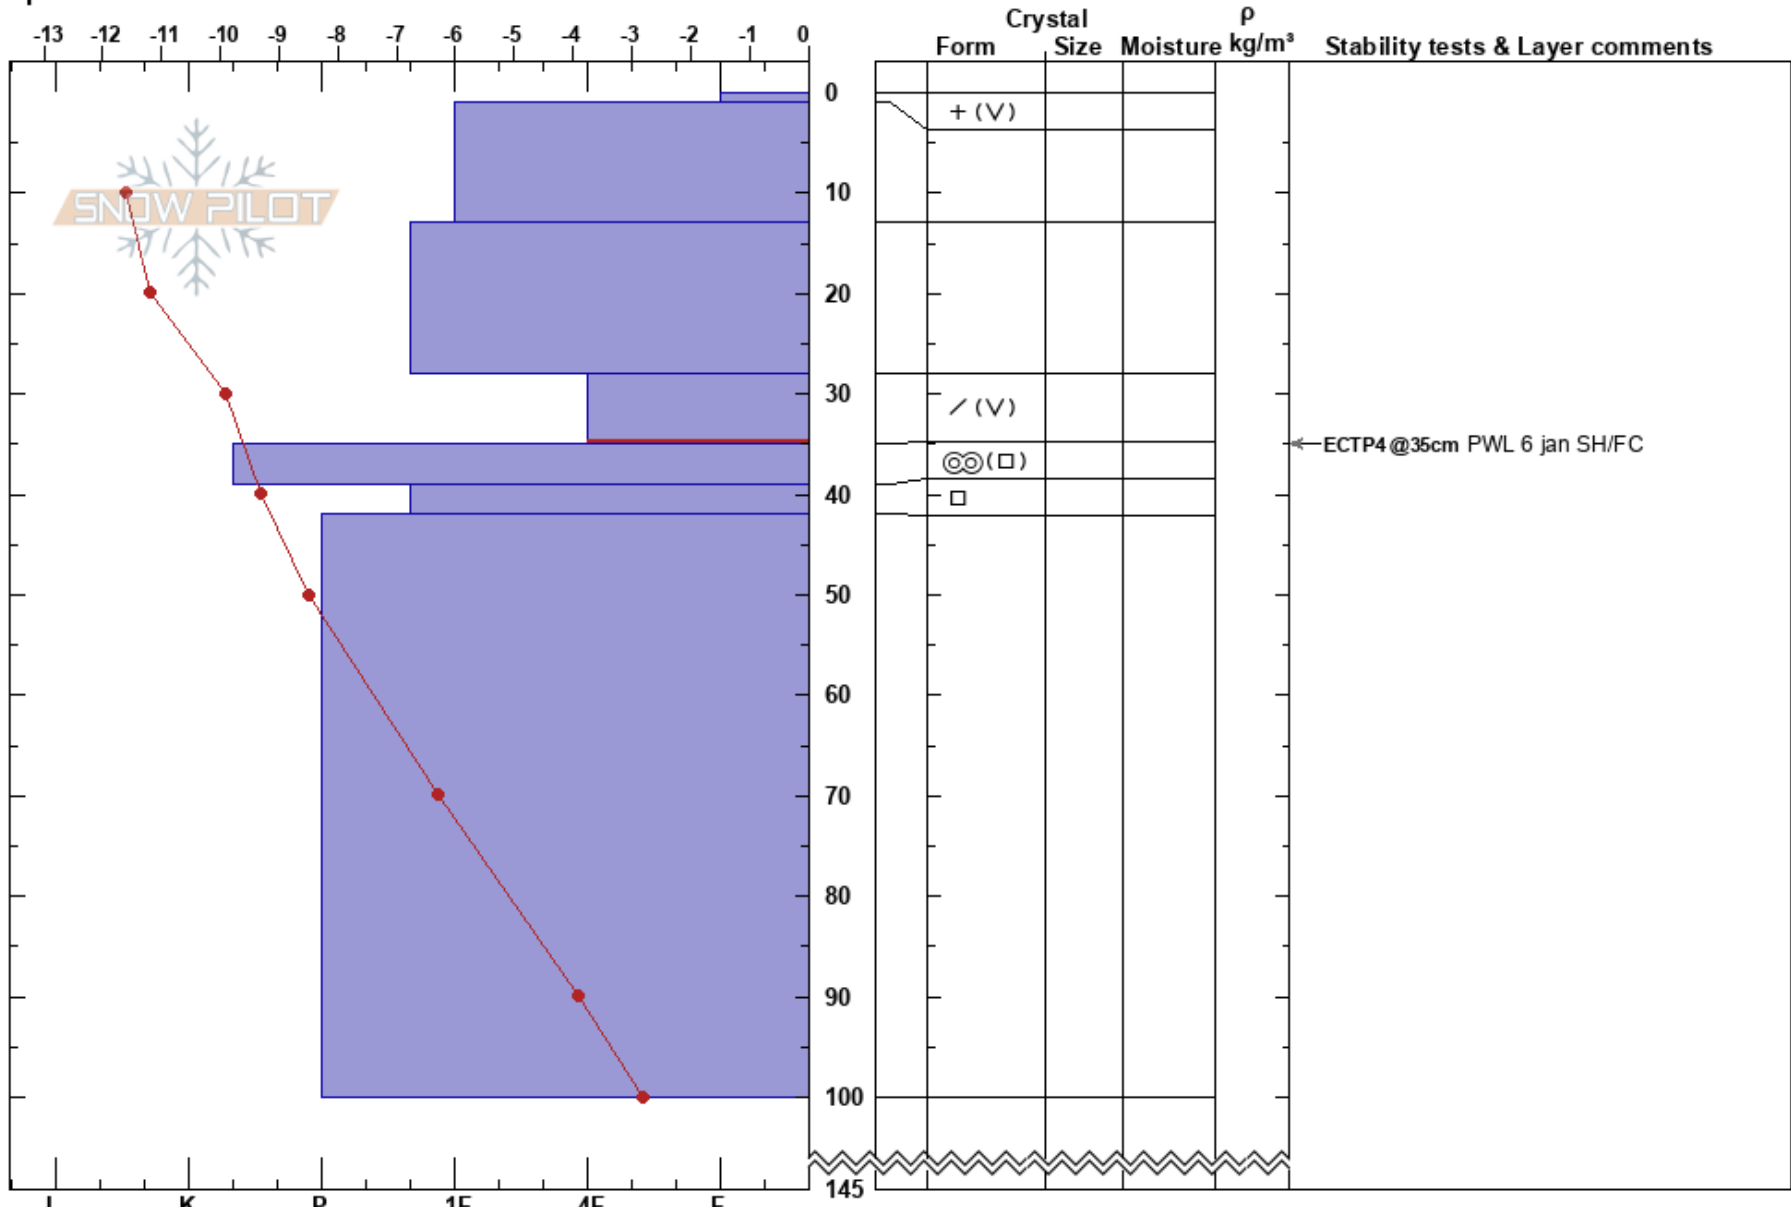 Crystal ρ
-13 -12 -11 -10 -9 -8 -7 -6 -5 -4 -3 -2 -1 0
Form Size Moisture kg/m³ Stability tests & Layer comments
0
+ (V)
10
SNOW PILOT
20
30
/ (V)
ECTP4 @35cm PWL 6 jan SH/FC
40
50
60
70
80
90
100
145
I K P 1F 4F F